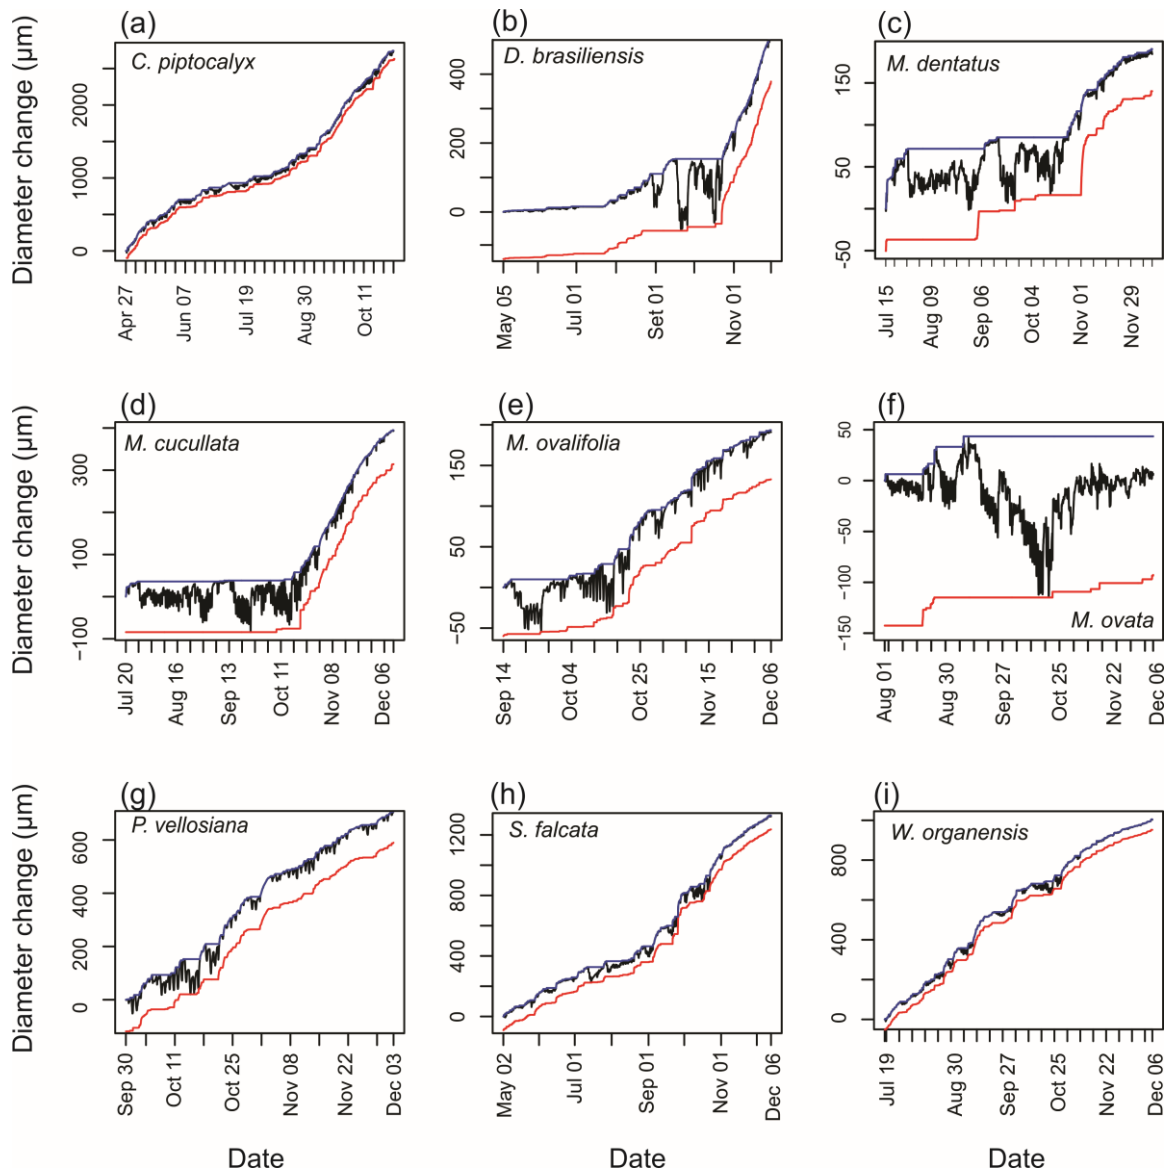 (a)
C. piptocalyx
Diameter change (µm)
0
1000
2000
Apr 27
Jun 07
Jul 19
Aug 30
Oct 11
(b)
D. brasiliensis
0
200
400
May 05
Jul 01
Set 01
Nov 01
(c)
M. dentatus
−50
50
150
Jul 15
Aug 09
Sep 06
Oct 04
Nov 01
Nov 29
(d)
M. cucullata
Diameter change (µm)
−100
100
300
Jul 20
Aug 16
Sep 13
Oct 11
Nov 08
Dec 06
(e)
M. ovalifolia
−50
50
150
Sep 14
Oct 04
Oct 25
Nov 15
Dec 06
(f)
M. ovata
−150
−100
−50
0
50
Aug 01
Aug 30
Sep 27
Oct 25
Nov 22
Dec 06
(g)
P. vellosiana
Diameter change (µm)
0
200
400
600
Sep 30
Oct 11
Oct 25
Nov 08
Nov 22
Dec 03
Date
(h)
S. falcata
0
400
800
1200
May 02
Jul 01
Sep 01
Nov 01
Dec 06
Date
(i)
W. organensis
0
400
800
Jul 19
Aug 30
Sep 27
Oct 25
Nov 22
Dec 06
Date